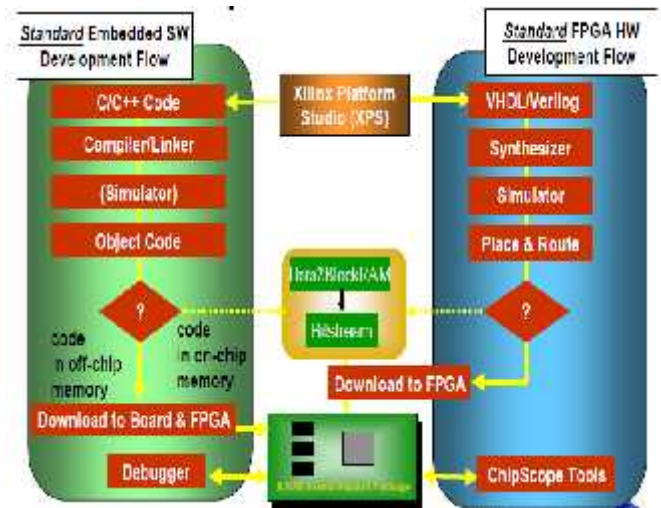 Standard Embedded SW
Development Flow
Standard FPGA HW
Development Flow
C/C++ Code
Xilinx Platform
Studio (XPS)
VHDL/Verilog
Compiler/Linker
Synthesizer
(Simulator)
Simulator
Object Code
Place & Route
Data2BlockRAM
Bitstream
?
?
code
in off-chip
memory
code
in on-chip
memory
Download to FPGA
Download to Board & FPGA
Debugger
ChipScope Tools